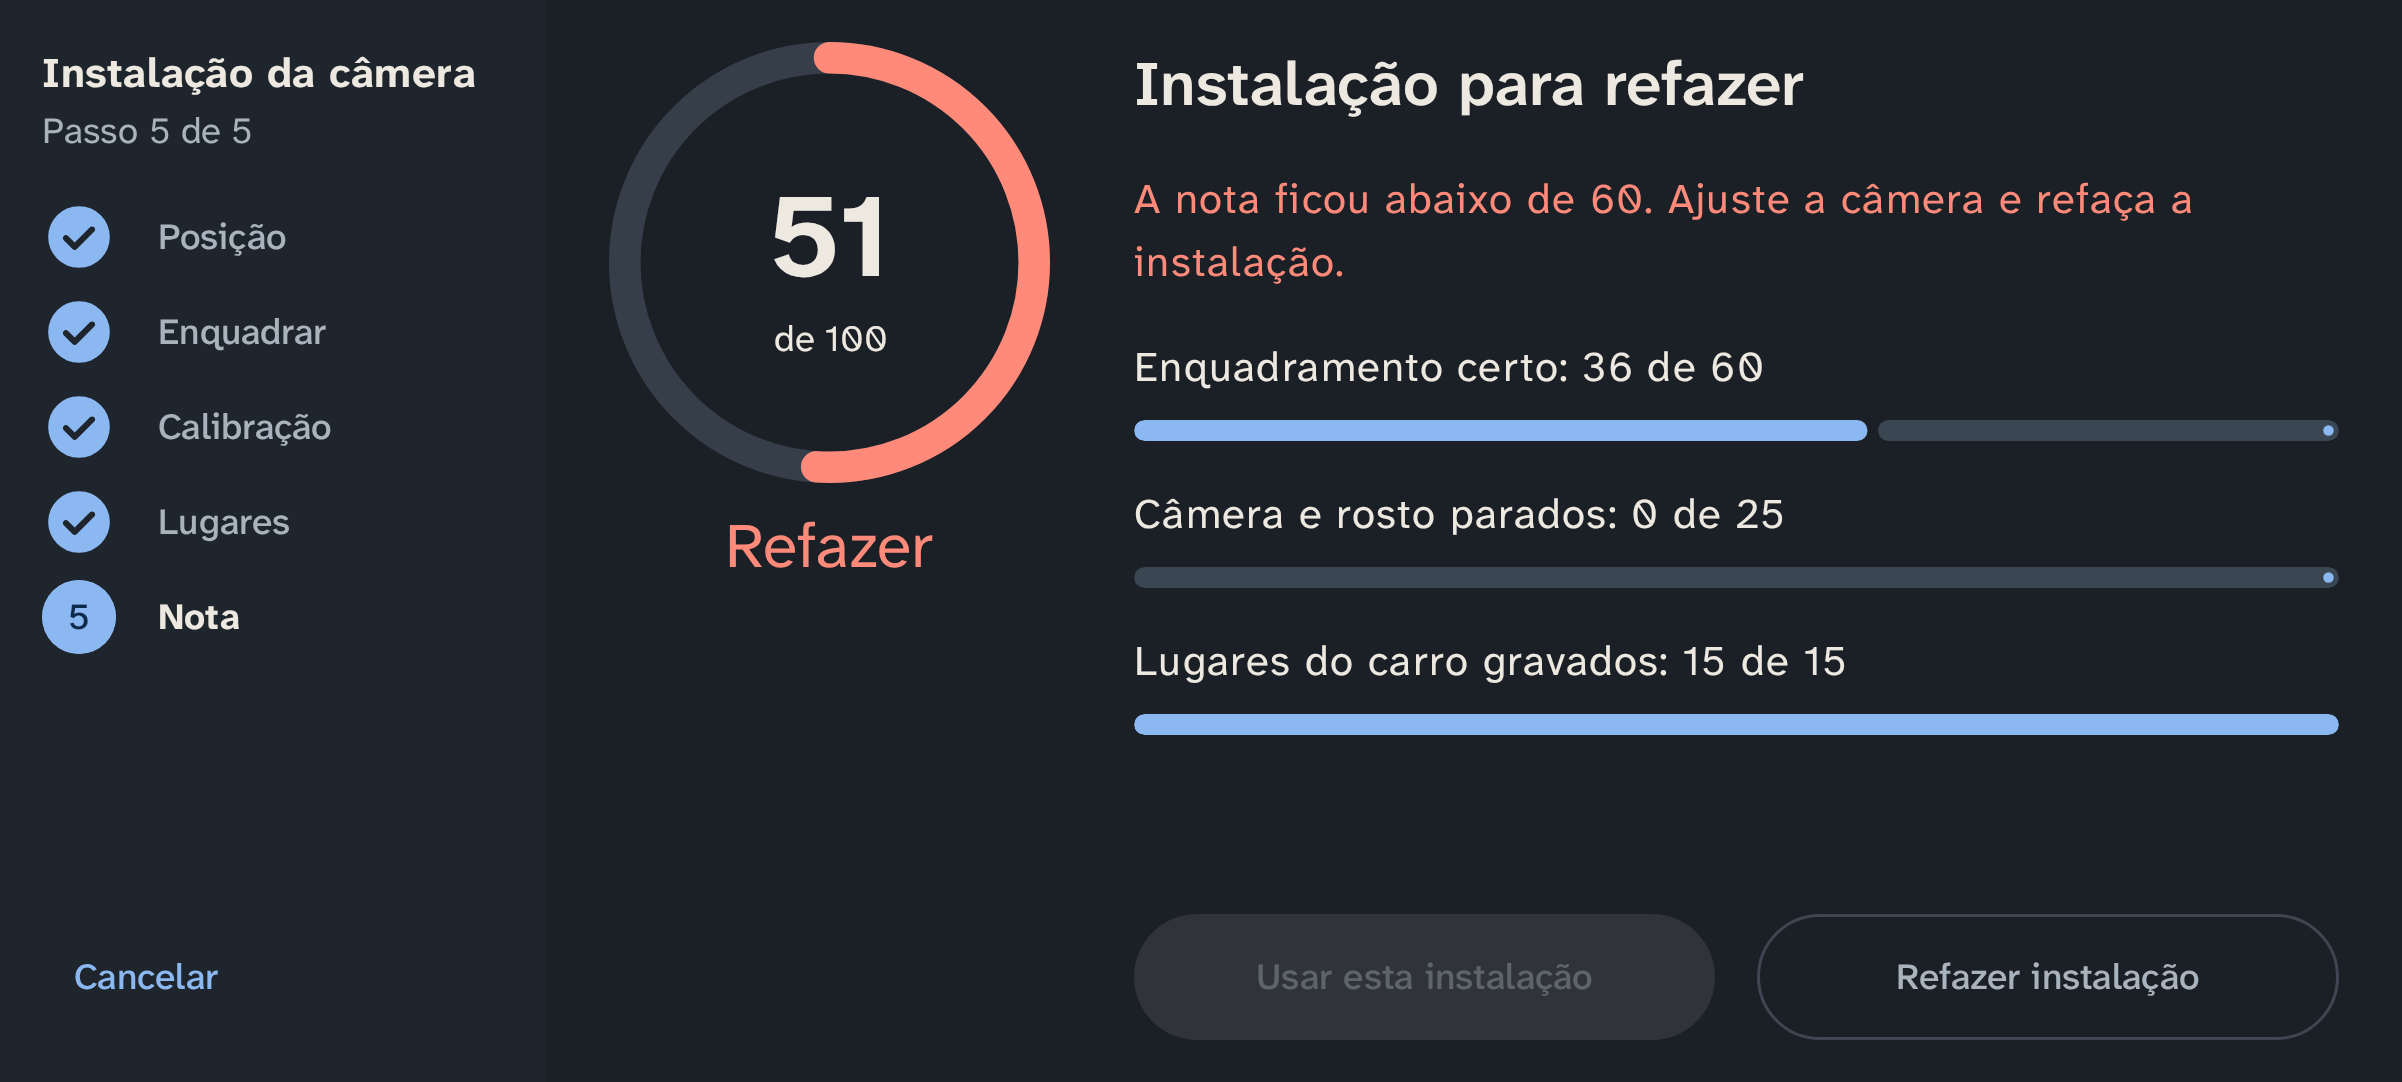 Instalação da câmera
Passo 5 de 5
Posição
Enquadrar
Calibração
Lugares
5 Nota
Cancelar
51
de 100
Refazer
Instalação para refazer
A nota ficou abaixo de 60. Ajuste a câmera e refaça a
instalação.
Enquadramento certo: 36 de 60
Câmera e rosto parados: 0 de 25
Lugares do carro gravados: 15 de 15
Usar esta instalação
Refazer instalação